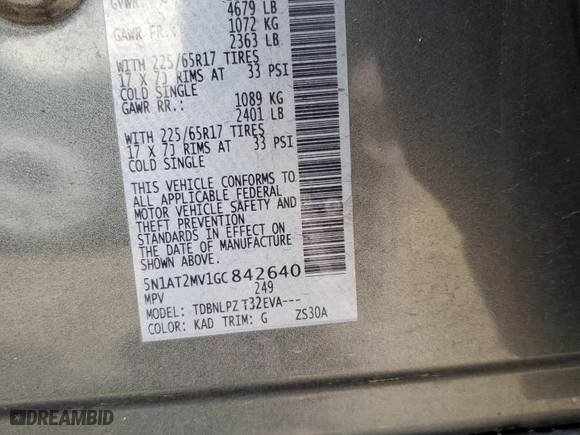 4679 LB
GAWR FR.: 1072 KG
2363 LB
WITH 225/65R17 TIRES
17 X 7J RIMS AT 33 PSI
COLD SINGLE
GAWR RR.: 1089 KG
2401 LB
WITH 225/65R17 TIRES
17 X 7J RIMS AT 33 PSI
COLD SINGLE
THIS VEHICLE CONFORMS TO
ALL APPLICABLE FEDERAL
MOTOR VEHICLE SAFETY AND
THEFT PREVENTION
STANDARDS IN EFFECT ON
THE DATE OF MANUFACTURE
SHOWN ABOVE.
5N1AT2MV1GC842640
MPV 249
MODEL: TDBNLPZ T32EVA---
COLOR: KAD TRIM: G ZS30A
DREAMBID